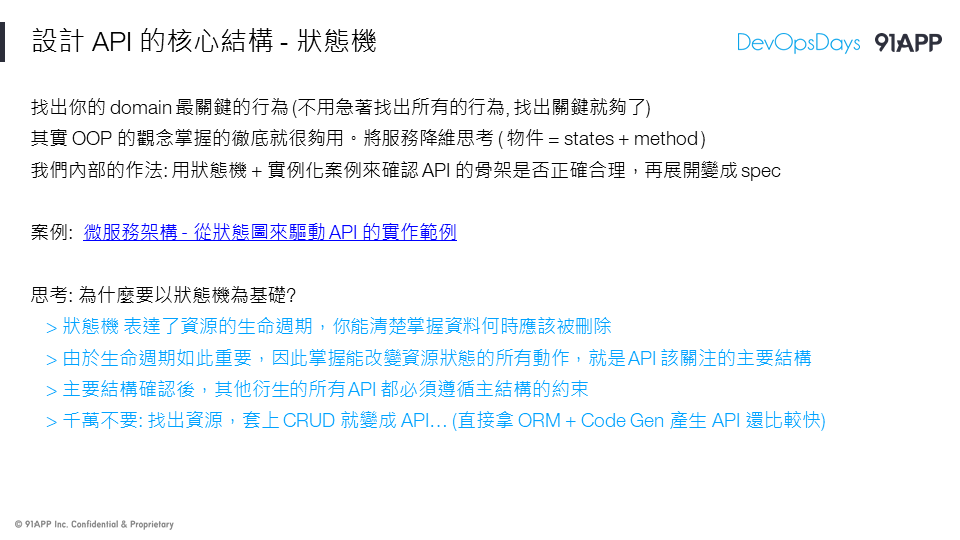 設計 API 的核心結構 - 狀態機
DevOpsDays 91APP
找出你的 domain 最關鍵的行為 (不用急著找出所有的行為, 找出關鍵就夠了)
其實 OOP 的觀念掌握的徹底就很夠用。將服務降維思考 ( 物件 = states + method )
我們內部的作法: 用狀態機 + 實例化案例來確認 API 的骨架是否正確合理，再展開變成 spec
案例: 微服務架構 - 從狀態圖來驅動 API 的實作範例
思考: 為什麼要以狀態機為基礎?
> 狀態機 表達了資源的生命週期，你能清楚掌握資料何時應該被刪除
> 由於生命週期如此重要，因此掌握能改變資源狀態的所有動作，就是 API 該關注的主要結構
> 主要結構確認後，其他衍生的所有 API 都必須遵循主結構的約束
> 千萬不要: 找出資源，套上 CRUD 就變成 API… (直接拿 ORM + Code Gen 產生 API 還比較快)
© 91APP Inc. Confidential & Proprietary